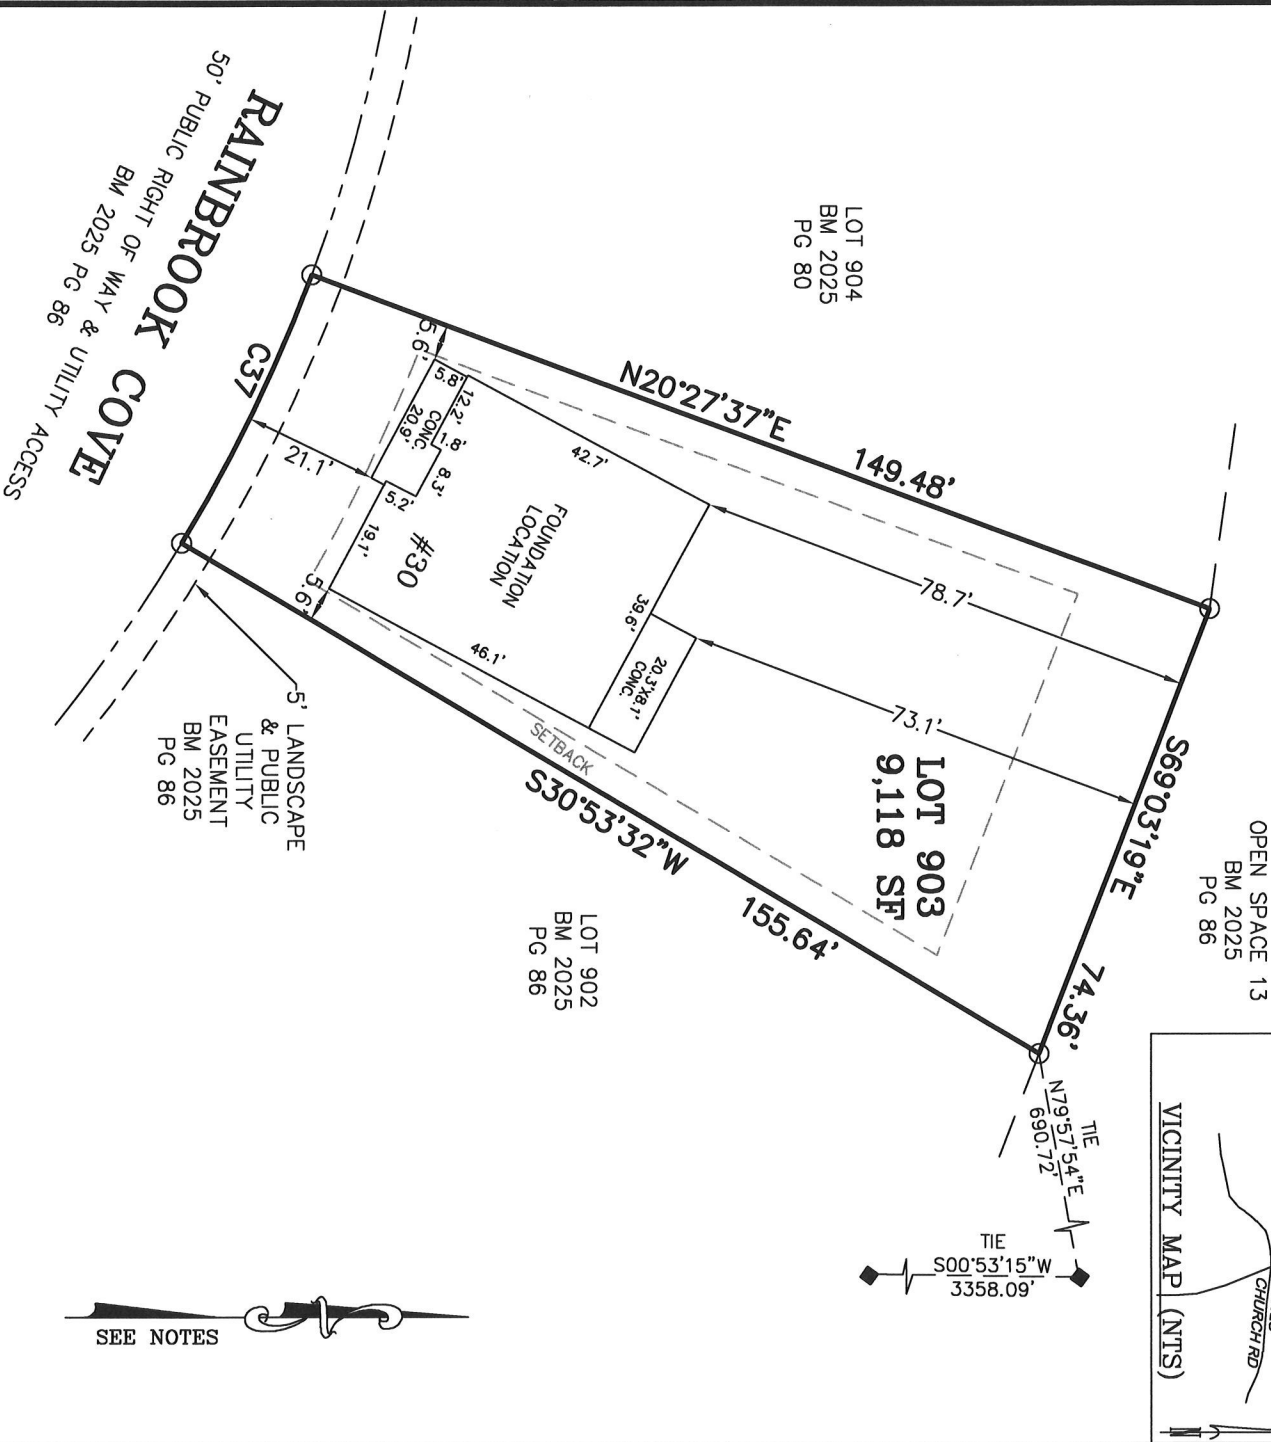 OPEN SPACE 13
BM 2025
PG 86
LOT 904
BM 2025
PG 80
N20°27'37"E
149.48'
S69°03'19"E
74.36'
S30°53'32"W
155.64'
LOT 903
9,118 SF
78.7'
73.1'
20.3'X8.1'
CONC.
39.6'
42.7'
46.1'
FOUNDATION
LOCATION
#30
5.6'
5.8'
12.2'
CONC.
20.9'
1.8'
8.3'
5.2'
19.1'
5.6'
SETBACK
21.1'
C37
RAINBROOK COVE
50' PUBLIC RIGHT OF WAY & UTILITY ACCESS
BM 2025 PG 86
5' LANDSCAPE
& PUBLIC
UTILITY
EASEMENT
BM 2025
PG 86
LOT 902
BM 2025
PG 86
TIE
N79°57'54"E
690.72'
TIE
S00°53'15"W
3358.09'
CHURCH RD
VICINITY MAP (NTS)
N
SEE NOTES